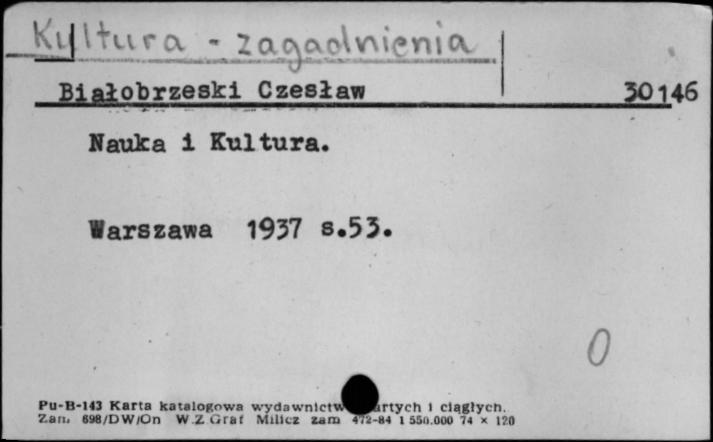 Kultura - zagadnienia
Białobrzeski Czesław 30146
Nauka i Kultura.
Warszawa 1937 s.53.
0
Pu-B-143 Karta katalogowa wydawnictw artych i ciągłych.
Zam. 698/DW/On W.Z.Graf Milicz zam 472-84 1 550.000 74 × 120